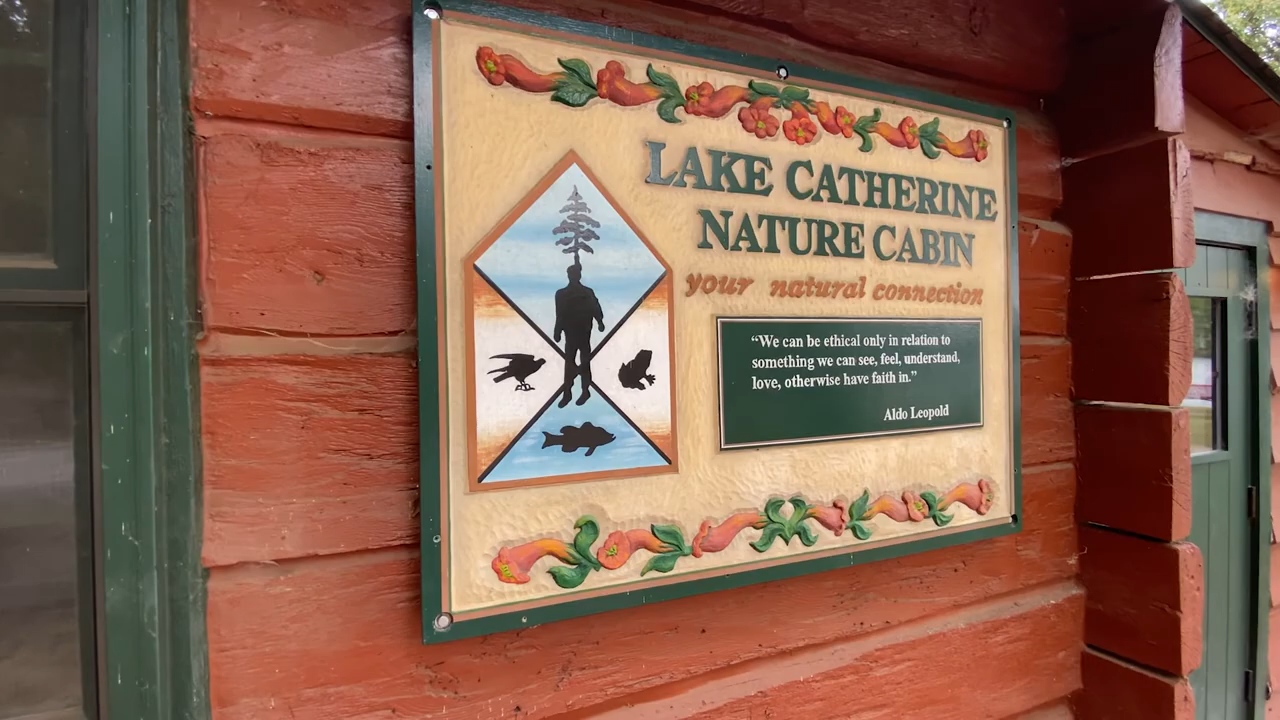 LAKE CATHERINE
NATURE CABIN
your natural connection
“We can be ethical only in relation to
something we can see, feel, understand,
love, otherwise have faith in.”
Aldo Leopold